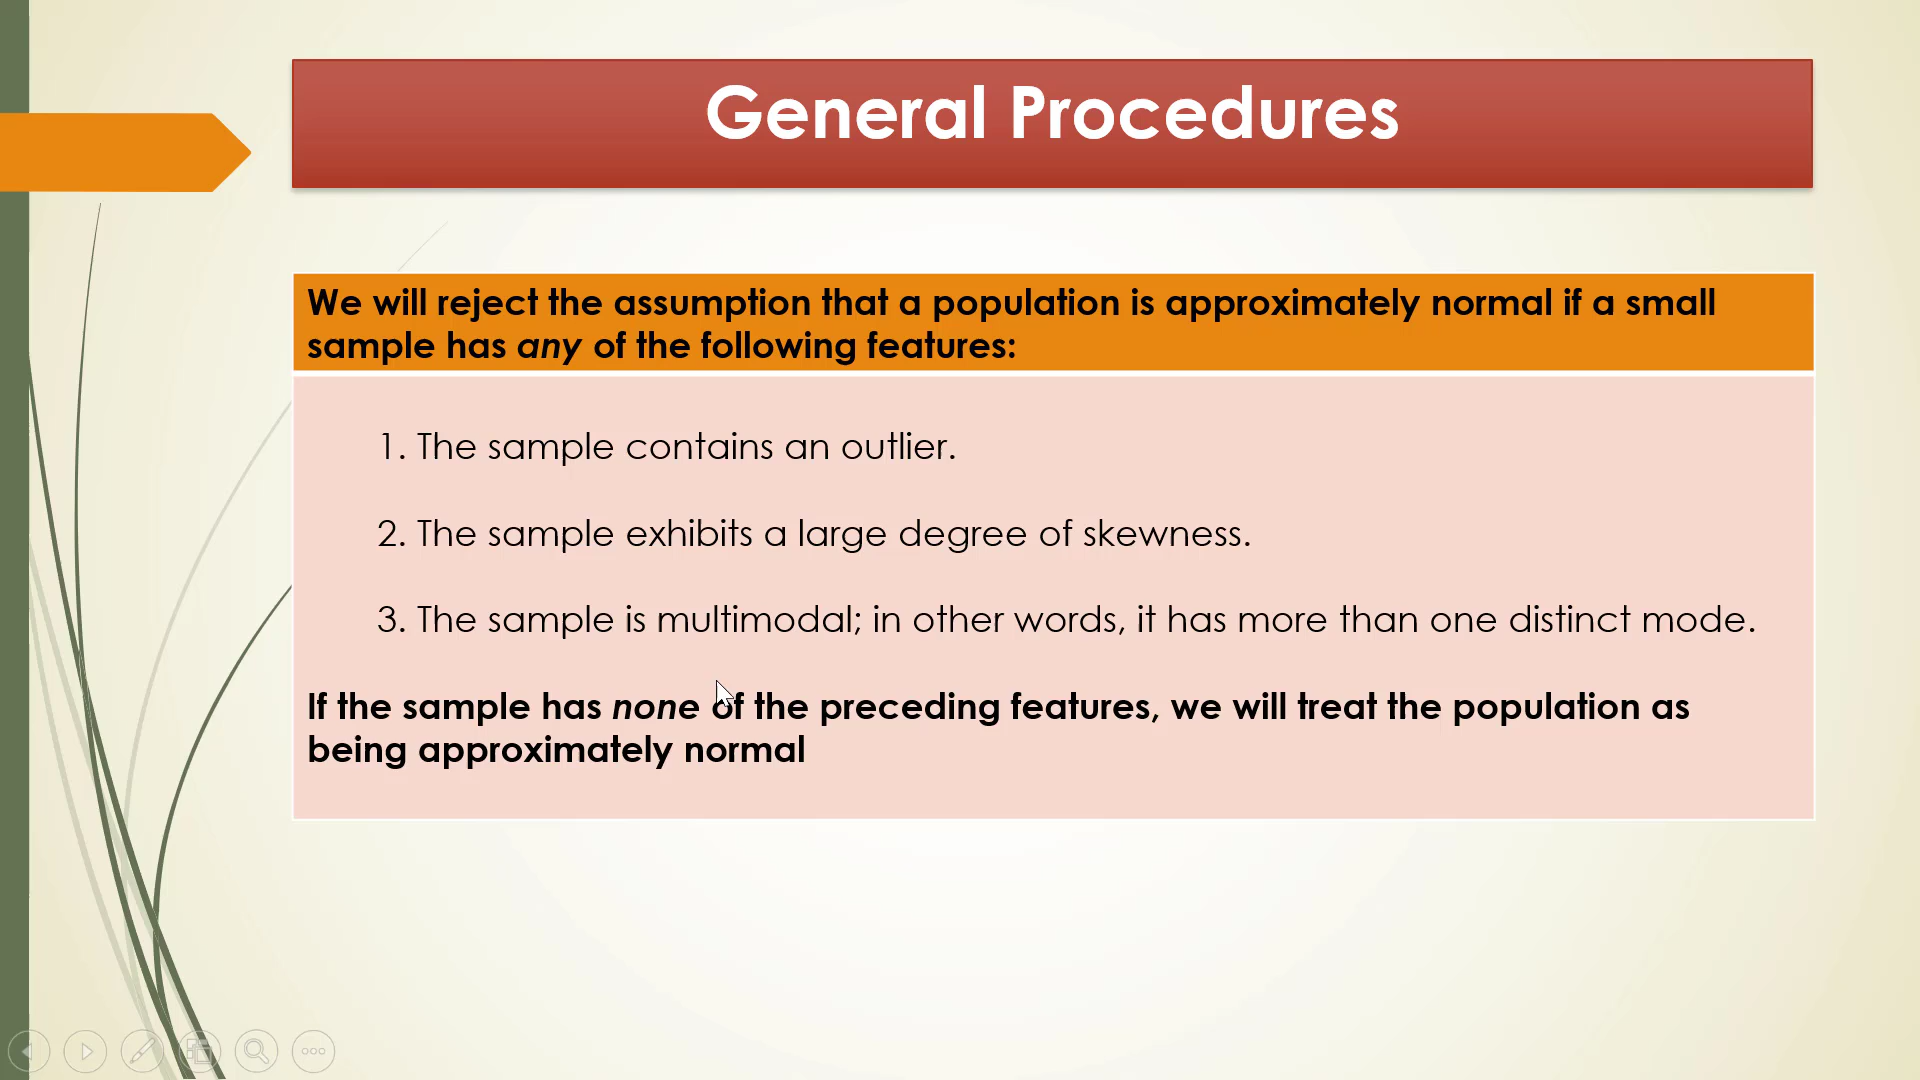 General Procedures
We will reject the assumption that a population is approximately normal if a small
sample has any of the following features:
1. The sample contains an outlier.
2. The sample exhibits a large degree of skewness.
3. The sample is multimodal; in other words, it has more than one distinct mode.
If the sample has none of the preceding features, we will treat the population as
being approximately normal